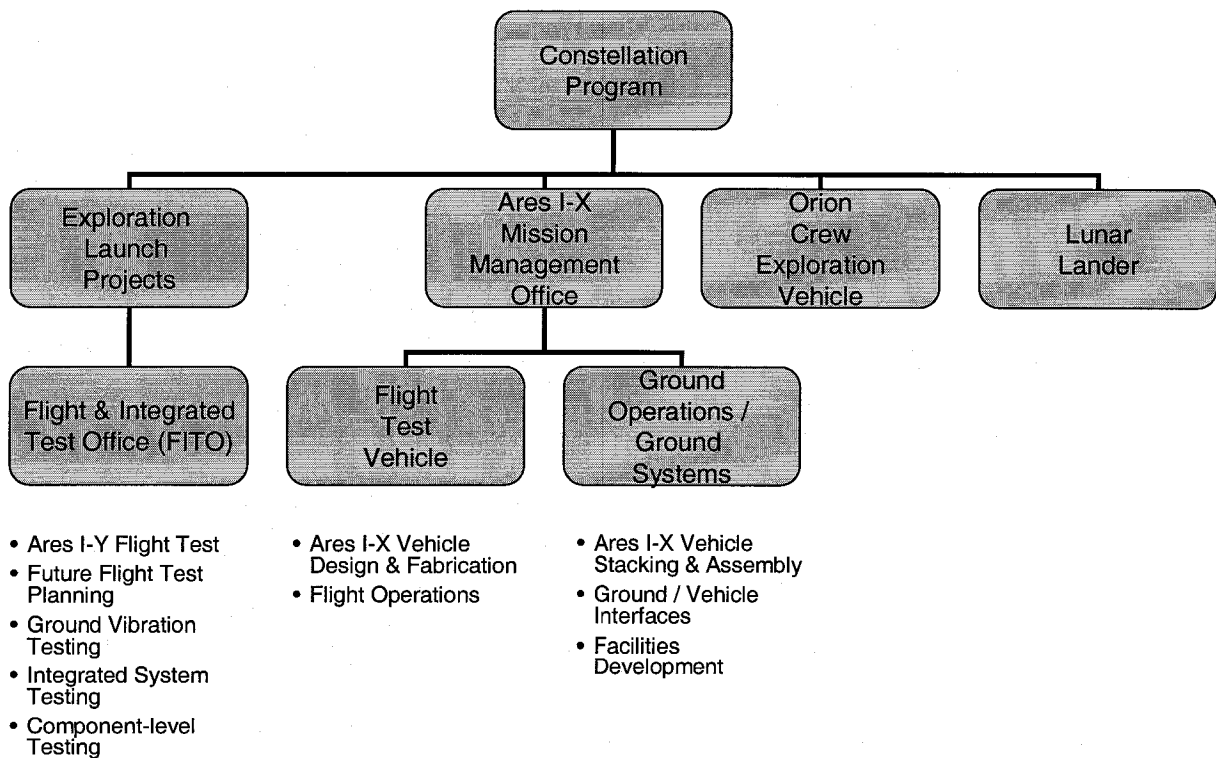 Constellation
Program
Exploration
Launch
Projects
Ares I-X
Mission
Management
Office
Orion
Crew
Exploration
Vehicle
Lunar
Lander
Flight & Integrated
Test Office (FITO)
Flight
Test
Vehicle
Ground
Operations /
Ground
Systems
• Ares I-Y Flight Test
• Future Flight Test
Planning
• Ground Vibration
Testing
• Integrated System
Testing
• Component-level
Testing
• Ares I-X Vehicle
Design & Fabrication
• Flight Operations
• Ares I-X Vehicle
Stacking & Assembly
• Ground / Vehicle
Interfaces
• Facilities
Development